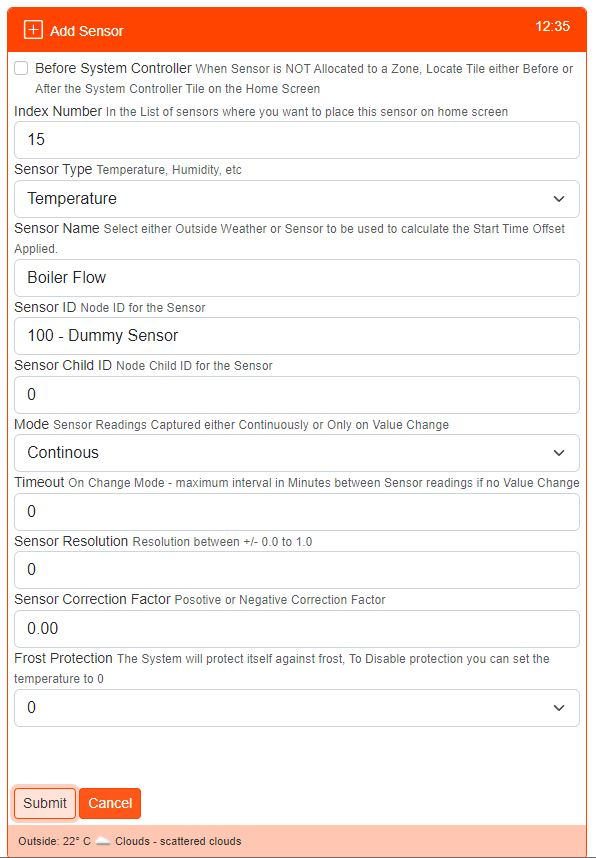 Add Sensor 12:35
Before System Controller When Sensor is NOT Allocated to a Zone, Locate Tile either Before or
After the System Controller Tile on the Home Screen
Index Number In the List of sensors where you want to place this sensor on home screen
15
Sensor Type Temperature, Humidity, etc
Temperature
Sensor Name Select either Outside Weather or Sensor to be used to calculate the Start Time Offset
Applied.
Boiler Flow
Sensor ID Node ID for the Sensor
100 - Dummy Sensor
Sensor Child ID Node Child ID for the Sensor
0
Mode Sensor Readings Captured either Continuously or Only on Value Change
Continous
Timeout On Change Mode - maximum interval in Minutes between Sensor readings if no Value Change
0
Sensor Resolution Resolution between +/- 0.0 to 1.0
0
Sensor Correction Factor Posotive or Negative Correction Factor
0.00
Frost Protection The System will protect itself against frost, To Disable protection you can set the
temperature to 0
0
Submit Cancel
Outside: 22° C Clouds - scattered clouds